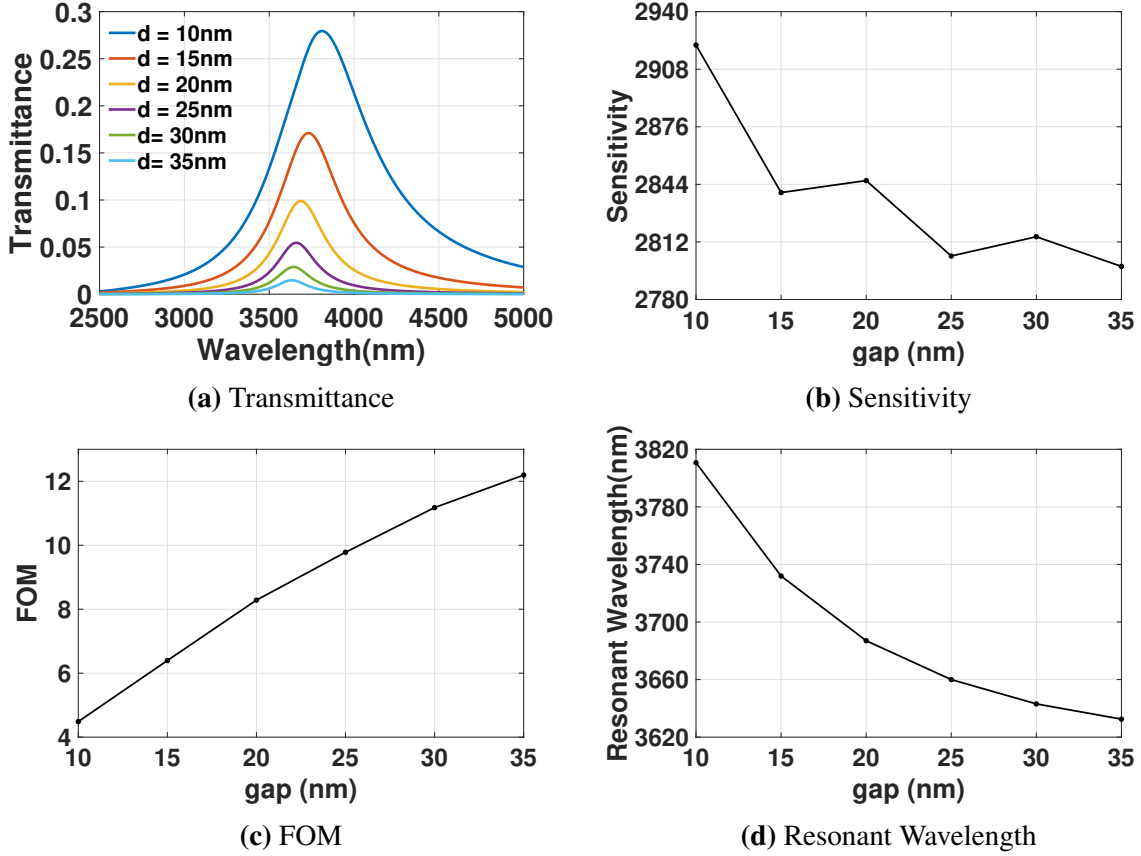 Transmittance
0.3
0.25
0.2
0.15
0.1
0.05
0
d = 10nm
d = 15nm
d = 20nm
d = 25nm
d= 30nm
d= 35nm
2500 3000 3500 4000 4500 5000
Wavelength(nm)
(a) Transmittance
Sensitivity
2940
2908
2876
2844
2812
2780
10 15 20 25 30 35
gap (nm)
(b) Sensitivity
FOM
12
10
8
6
4
10 15 20 25 30 35
gap (nm)
(c) FOM
Resonant Wavelength(nm)
3820
3780
3740
3700
3660
3620
10 15 20 25 30 35
gap (nm)
(d) Resonant Wavelength